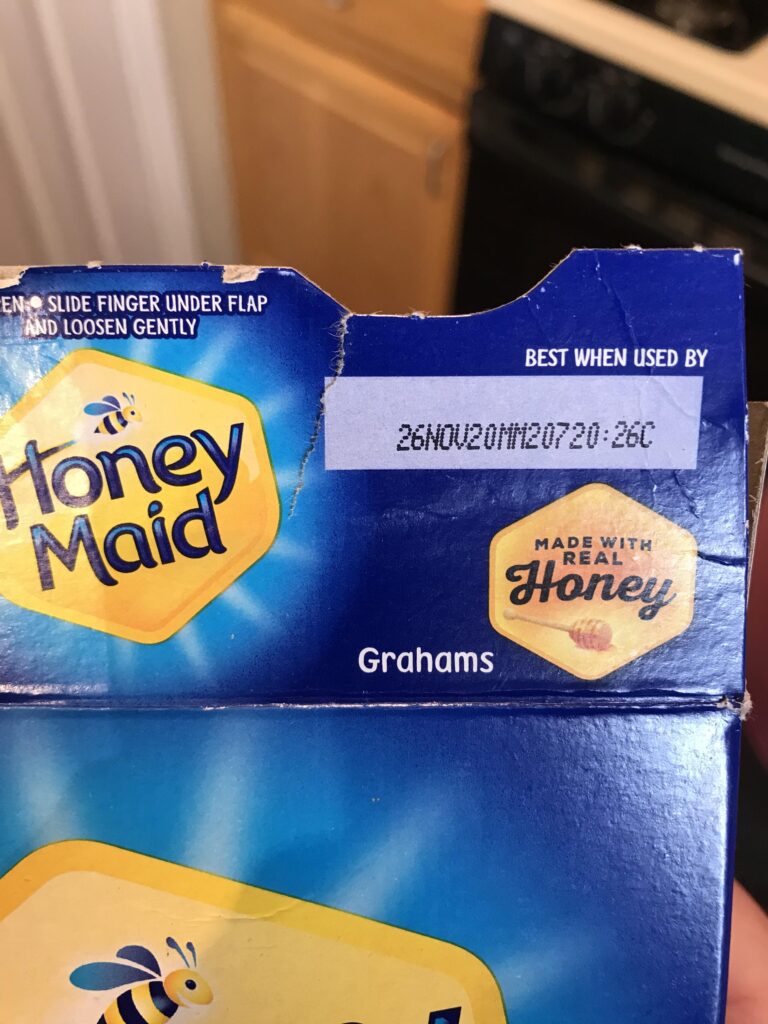 EN: • SLIDE FINGER UNDER FLAP
AND LOOSEN GENTLY
BEST WHEN USED BY
26NOV20MM20720:26C
Honey
Maid
MADE WITH
REAL
Honey
Grahams